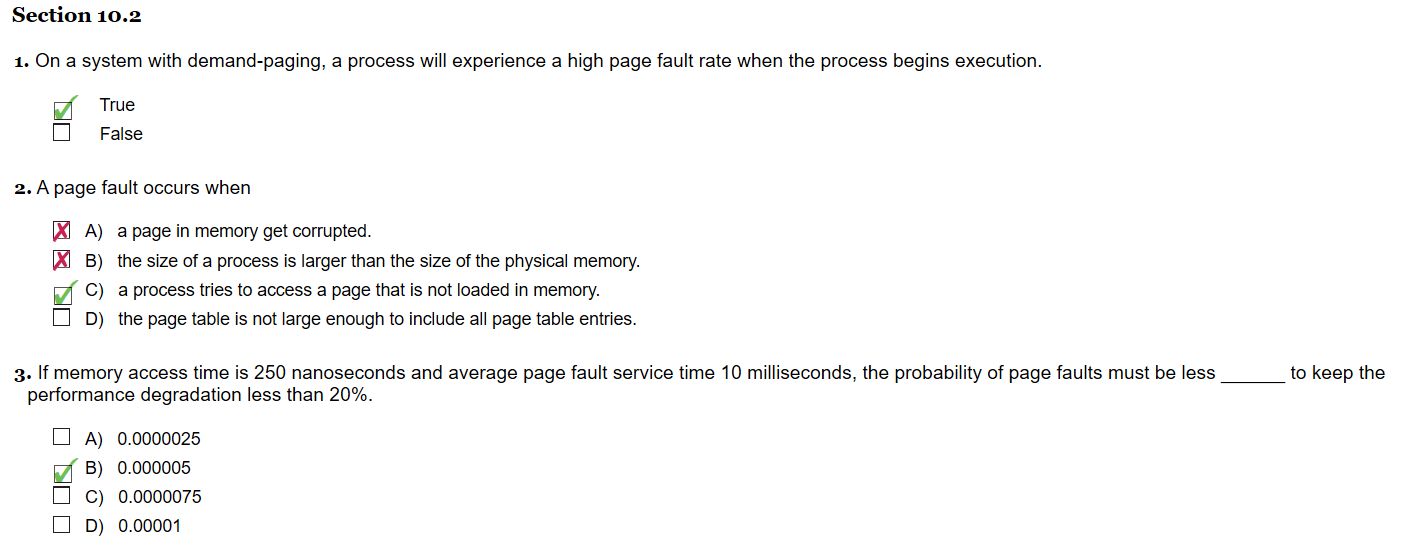 Section 10.2
1. On a system with demand-paging, a process will experience a high page fault rate when the process begins execution.
True
False
2. A page fault occurs when
A) a page in memory get corrupted.
B) the size of a process is larger than the size of the physical memory.
C) a process tries to access a page that is not loaded in memory.
D) the page table is not large enough to include all page table entries.
3. If memory access time is 250 nanoseconds and average page fault service time 10 milliseconds, the probability of page faults must be less ______ to keep the
performance degradation less than 20%.
A) 0.0000025
B) 0.000005
C) 0.0000075
D) 0.00001